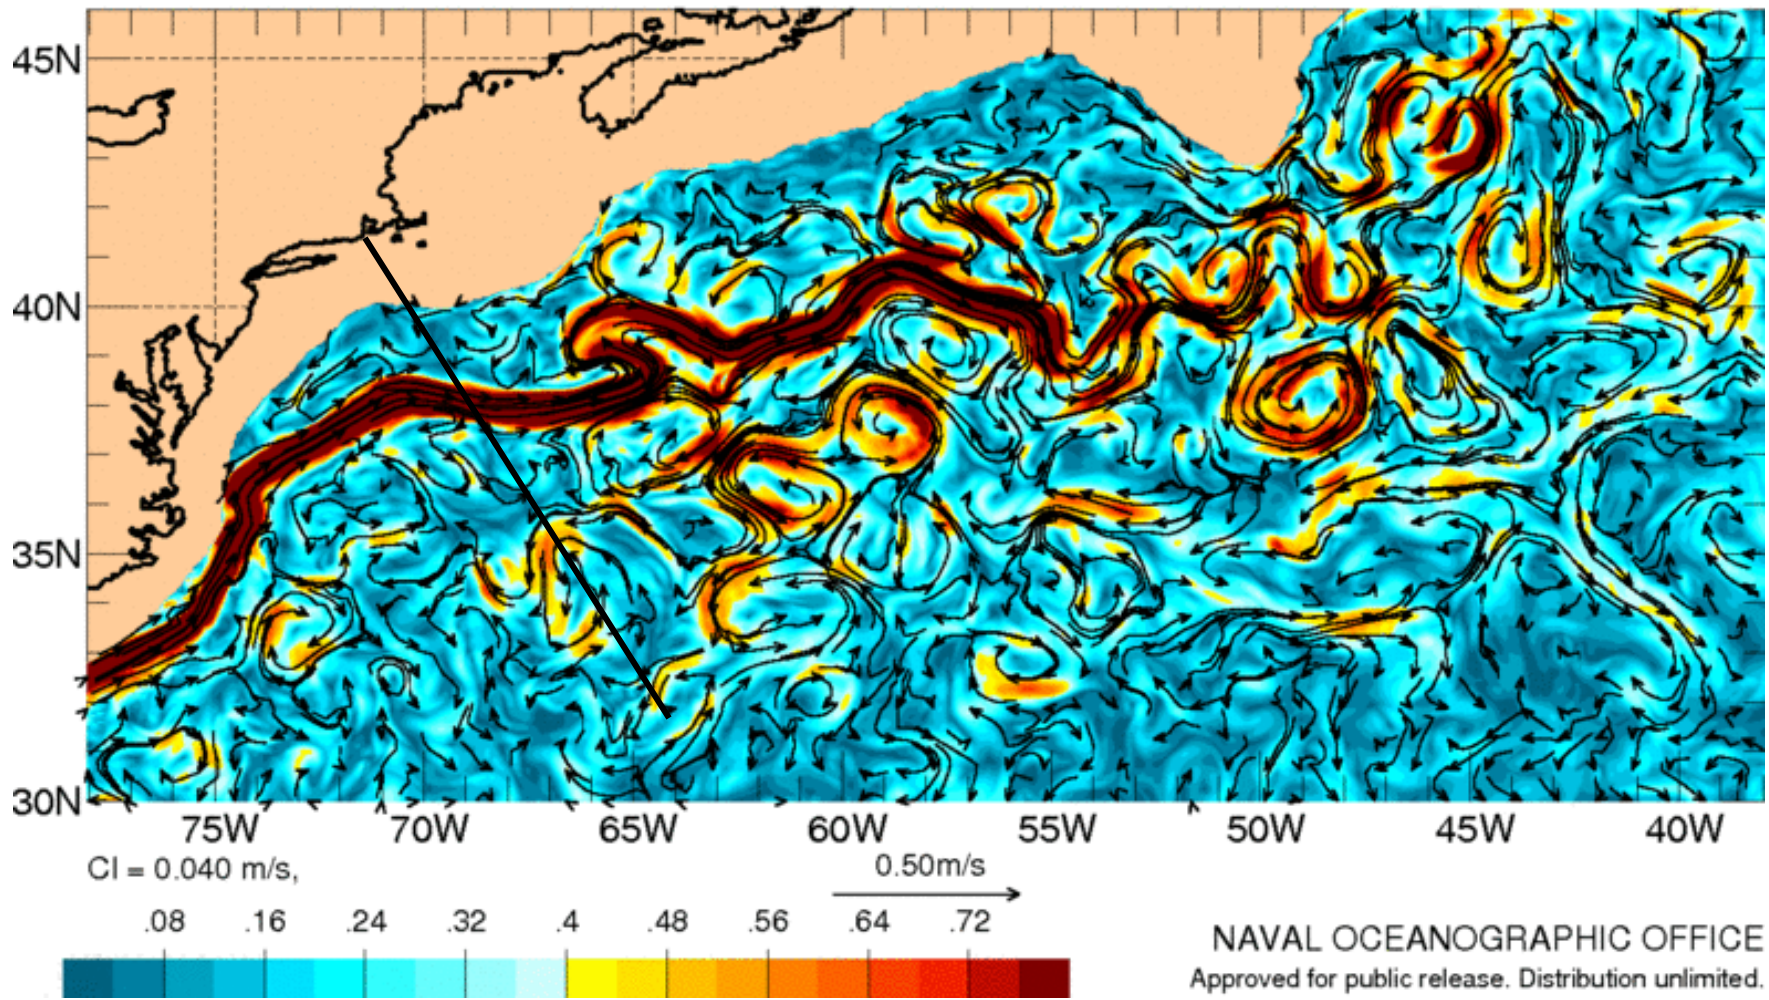 45N
40N
35N
30N
75W 70W 65W 60W 55W 50W 45W 40W
CI = 0.040 m/s,
0.50m/s
.08 .16 .24 .32 .4 .48 .56 .64 .72
NAVAL OCEANOGRAPHIC OFFICE
Approved for public release. Distribution unlimited.